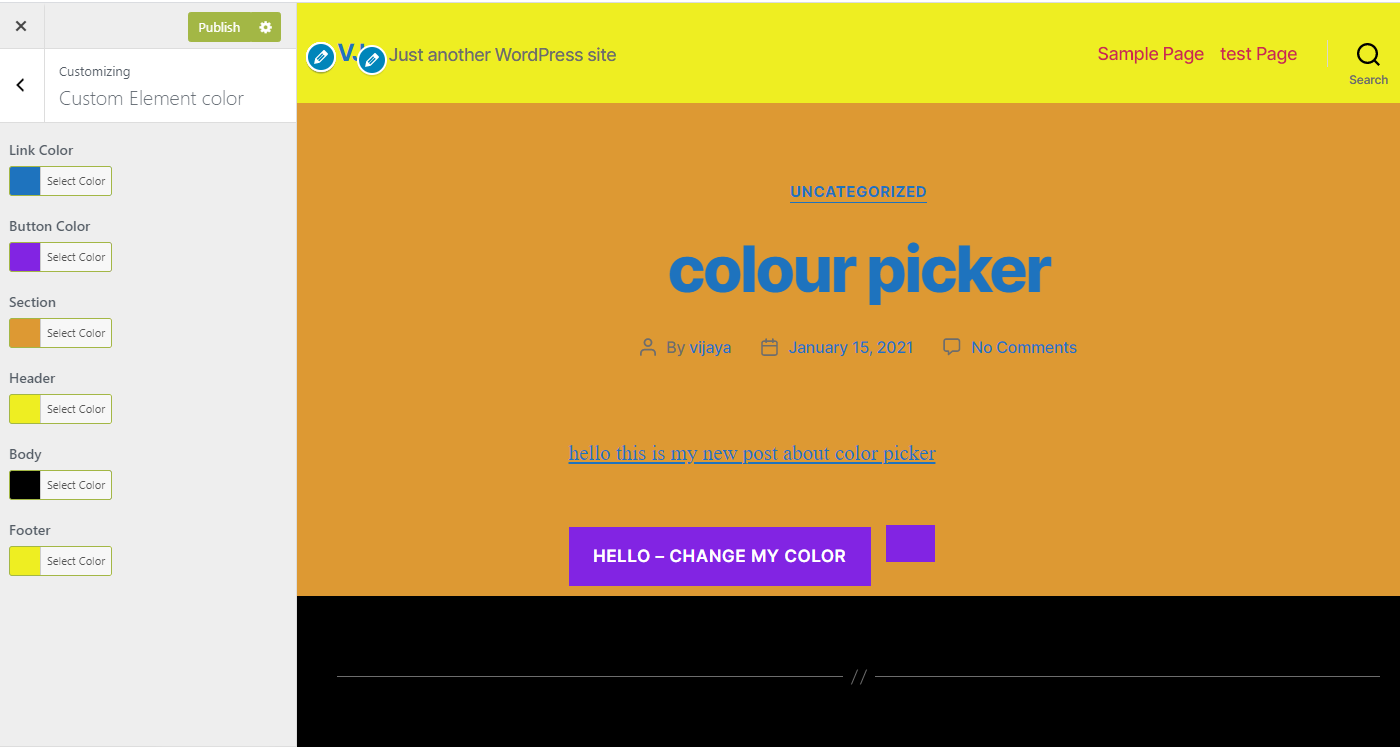 Publish
Customizing
Custom Element color
Link Color
Select Color
Button Color
Select Color
Section
Select Color
Header
Select Color
Body
Select Color
Footer
Select Color
Just another WordPress site
Sample Page test Page
Search
UNCATEGORIZED
colour picker
By vijaya January 15, 2021 No Comments
hello this is my new post about color picker
HELLO – CHANGE MY COLOR
//